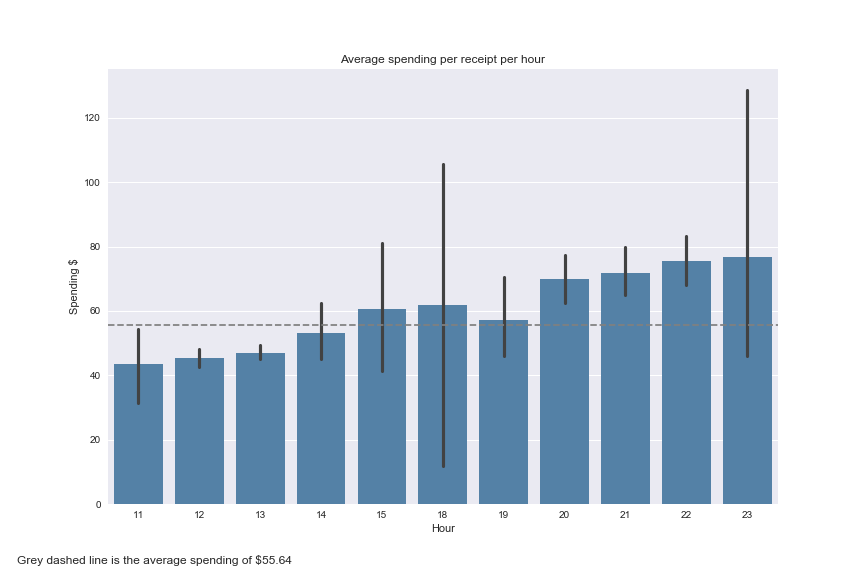 Average spending per receipt per hour
120
100
80
60
40
20
0
Spending $
11 12 13 14 15 18 19 20 21 22 23
Hour
Grey dashed line is the average spending of $55.64